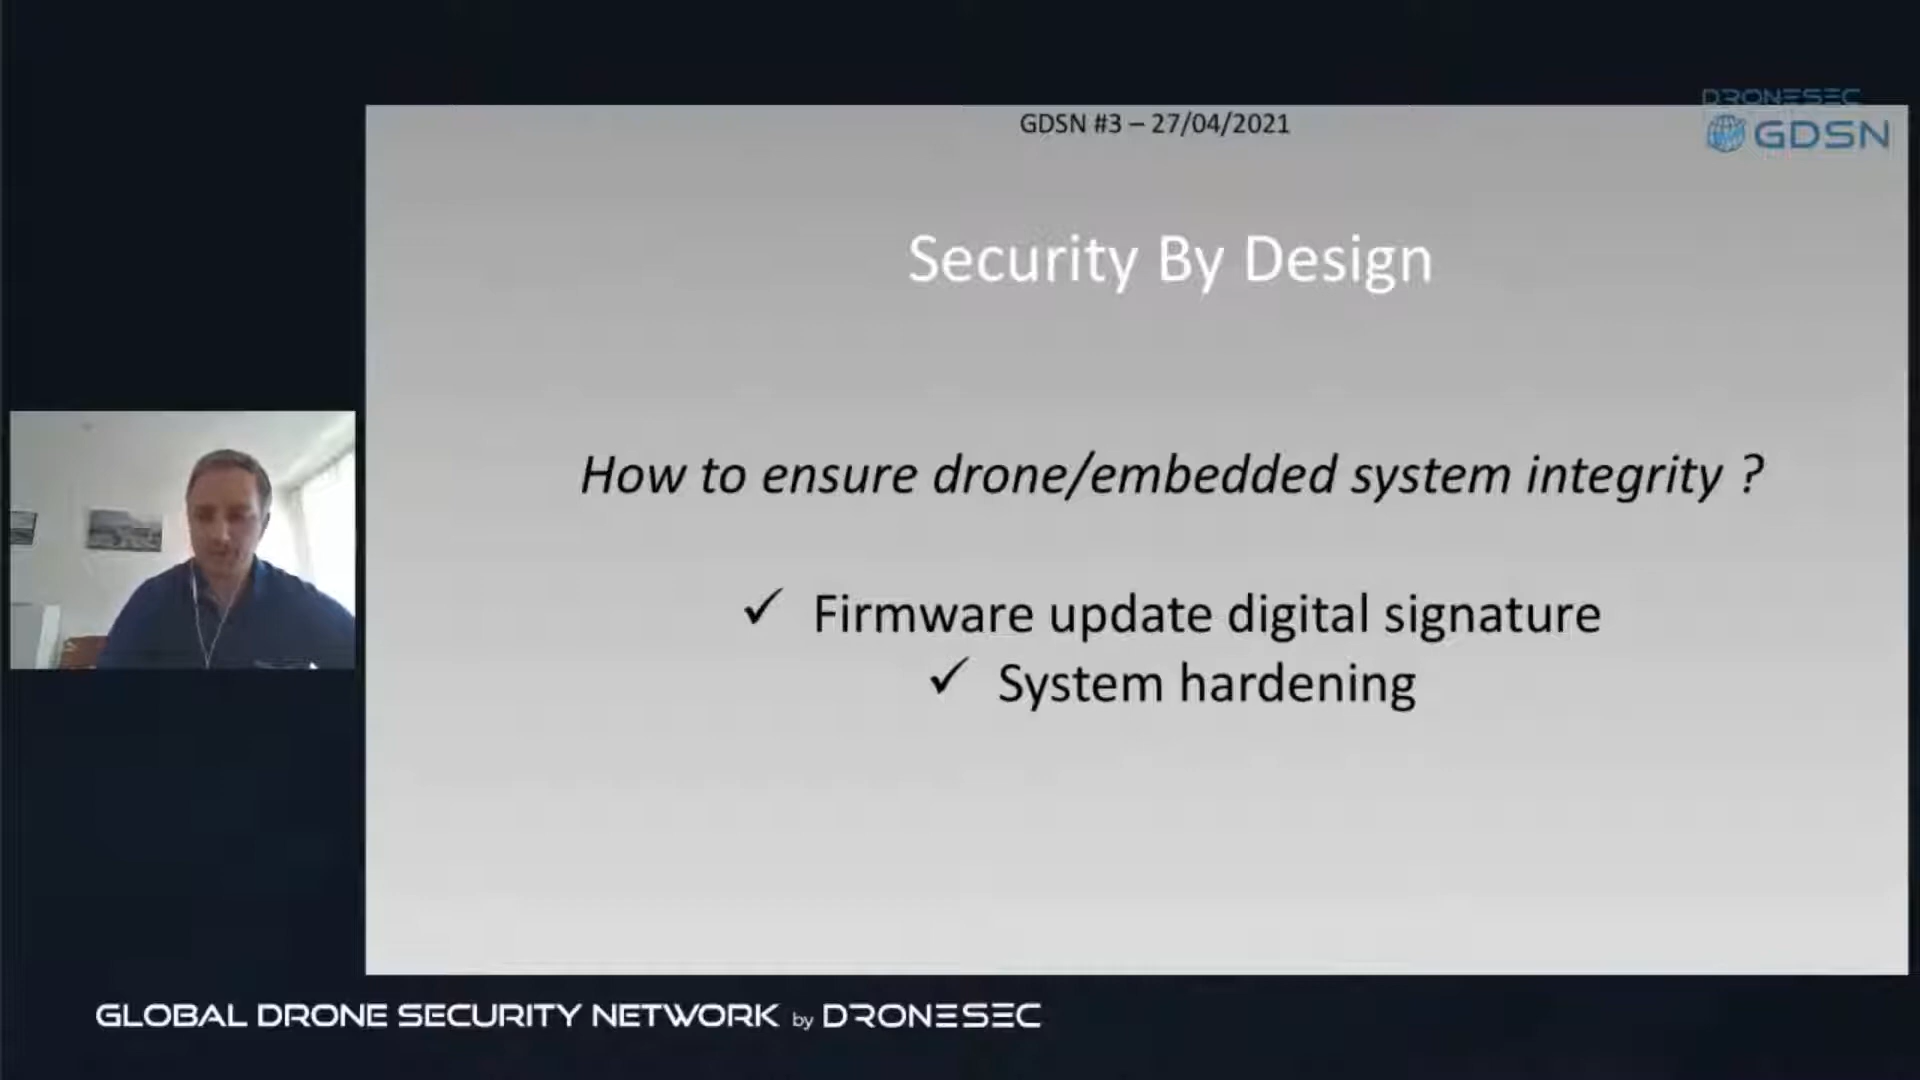 DRONESEC
GDSN #3 – 27/04/2021
GDSN
Security By Design
How to ensure drone/embedded system integrity ?
✓ Firmware update digital signature
✓ System hardening
GLOBAL DRONE SECURITY NETWORK by DRONESEC